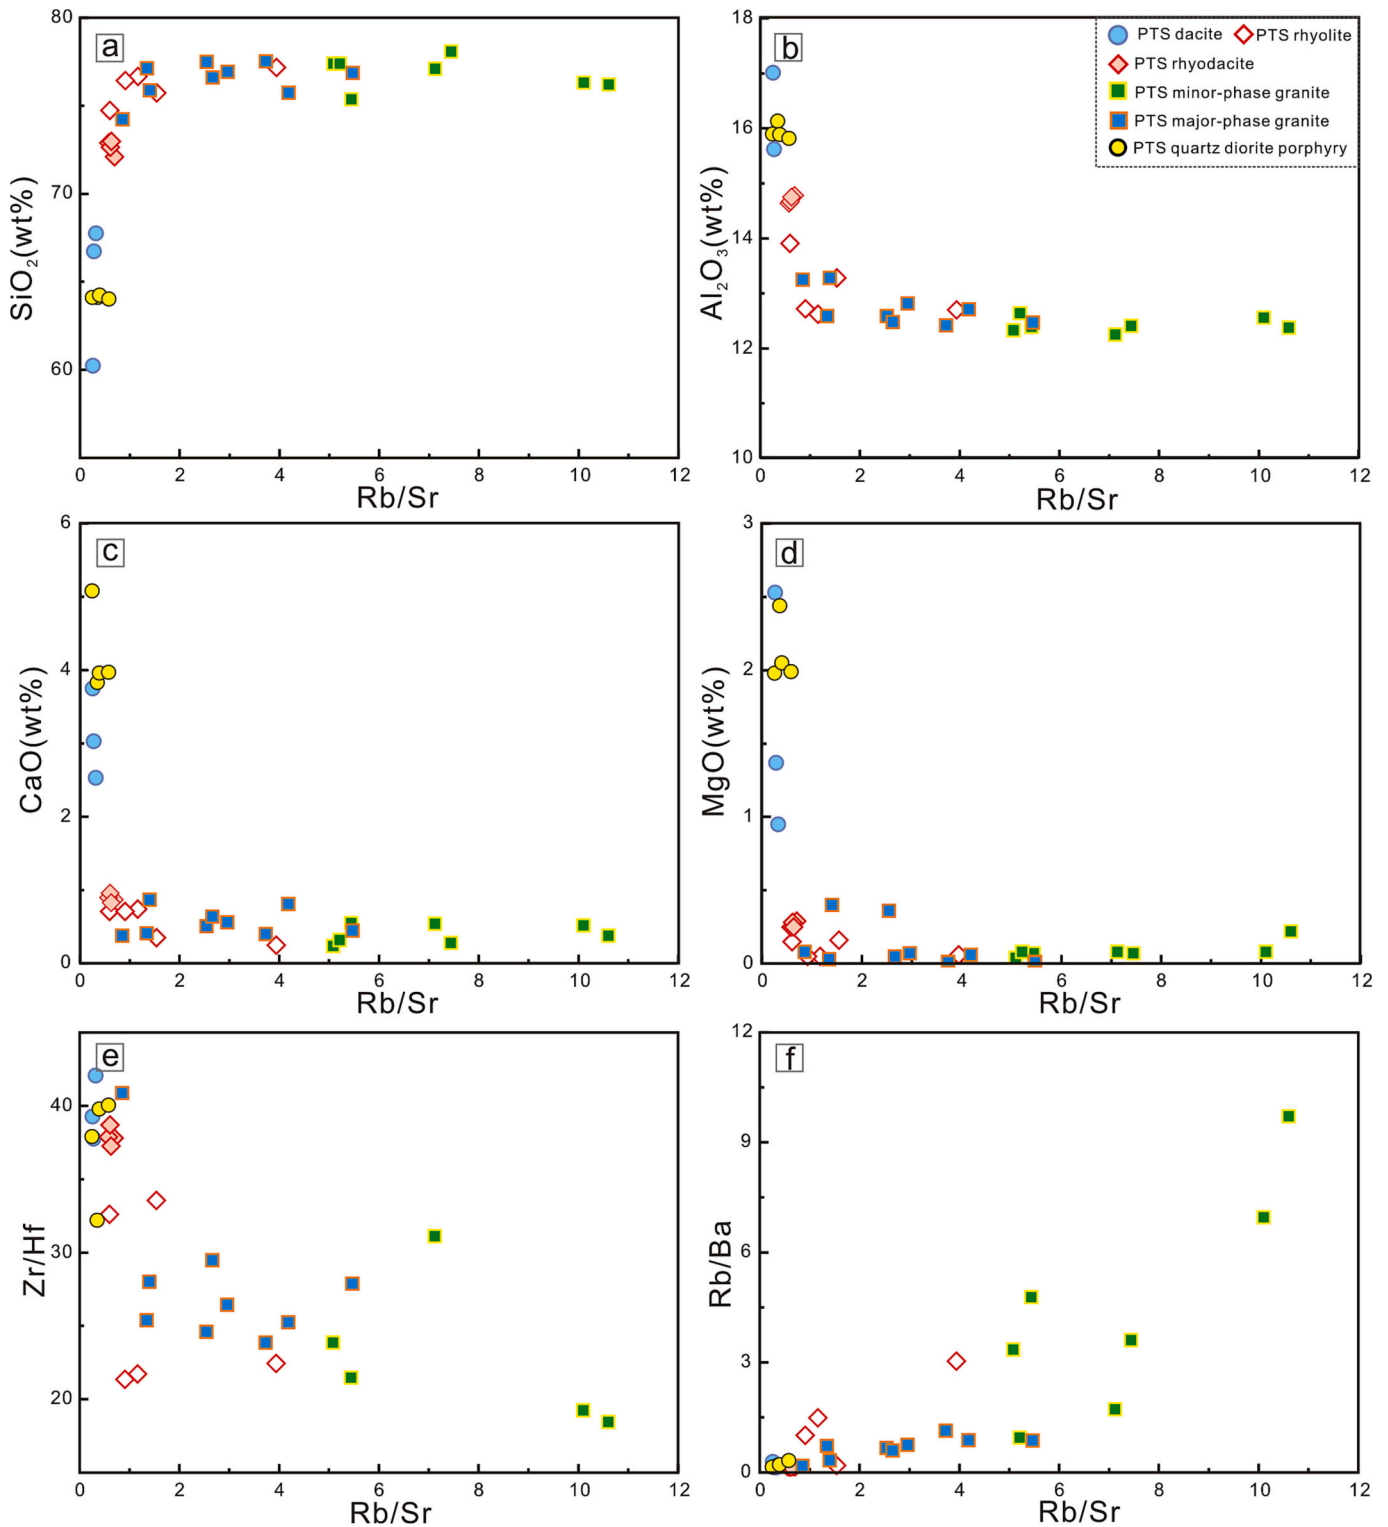 a
80
70
60
SiO₂(wt%)
0 2 4 6 8 10 12
Rb/Sr
b
PTS dacite PTS rhyolite
PTS rhyodacite
PTS minor-phase granite
PTS major-phase granite
PTS quartz diorite porphyry
18
16
14
12
10
Al₂O₃(wt%)
0 2 4 6 8 10 12
Rb/Sr
c
6
4
2
0
CaO(wt%)
0 2 4 6 8 10 12
Rb/Sr
d
3
2
1
0
MgO(wt%)
0 2 4 6 8 10 12
Rb/Sr
e
40
30
20
Zr/Hf
0 2 4 6 8 10 12
Rb/Sr
f
12
9
6
3
0
Rb/Ba
0 2 4 6 8 10 12
Rb/Sr